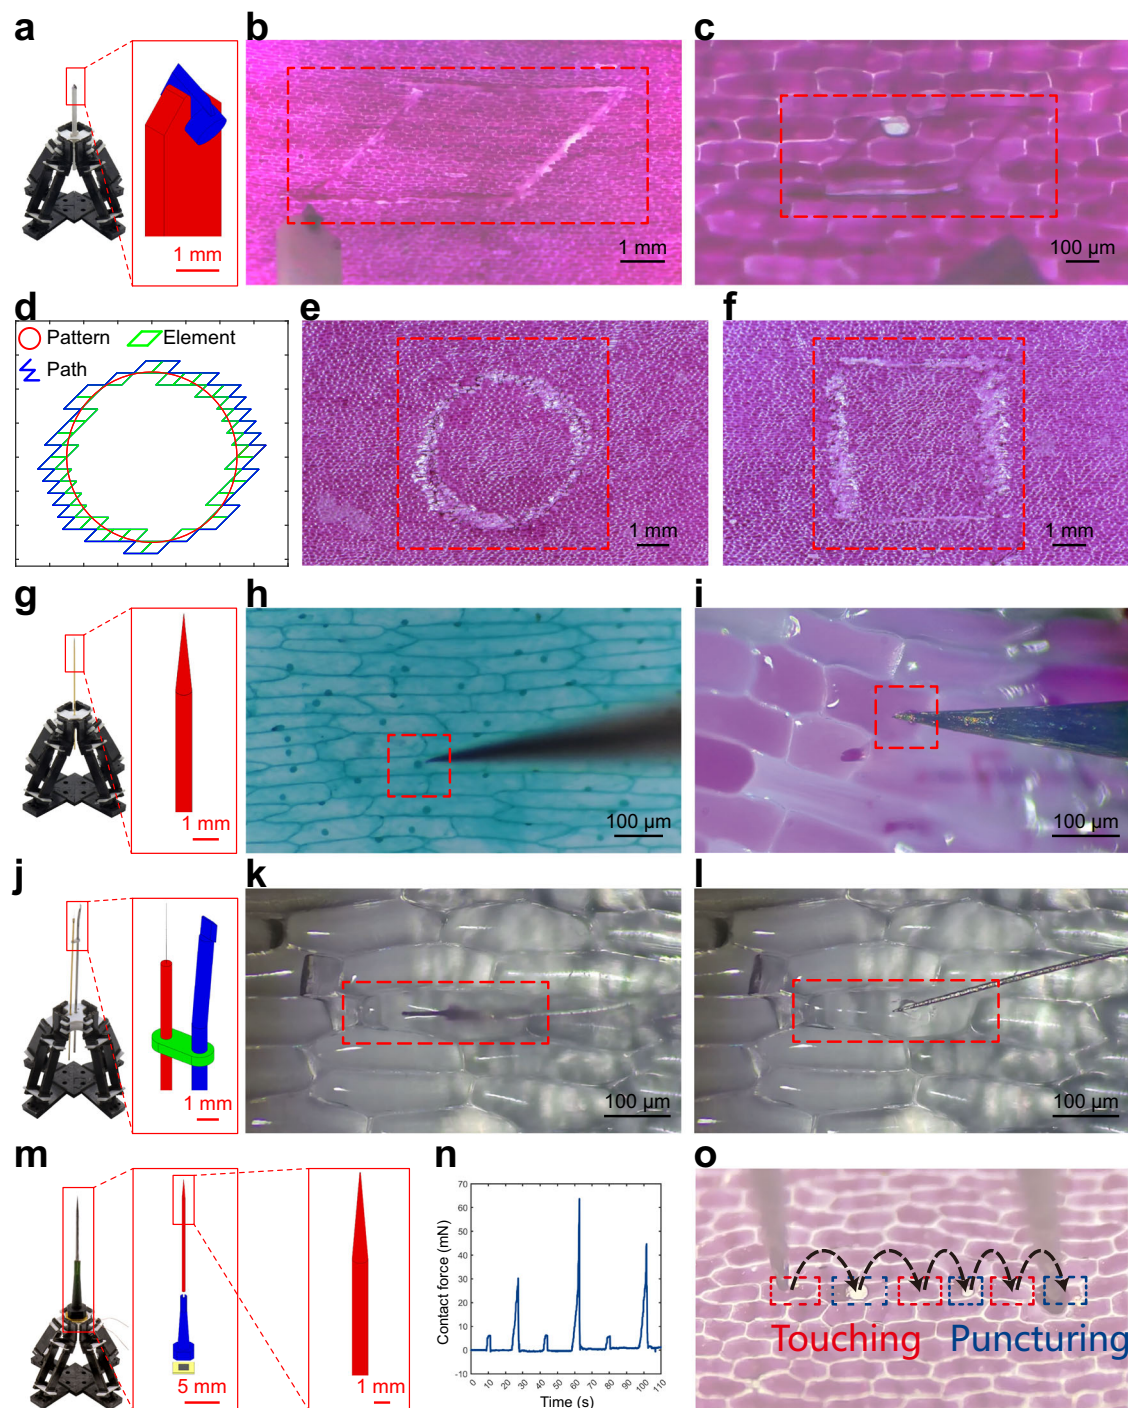 a
b
c
1 mm
1 mm
100 µm
d
e
f
Pattern
Element
Path
1 mm
1 mm
g
h
i
1 mm
100 µm
100 µm
j
k
l
1 mm
100 µm
100 µm
m
n
o
5 mm
1 mm
Contact force (mN)
70
60
50
40
30
20
10
0
-10
0 10 20 30 40 50 60 70 80 90 100 110
Time (s)
Touching
Puncturing